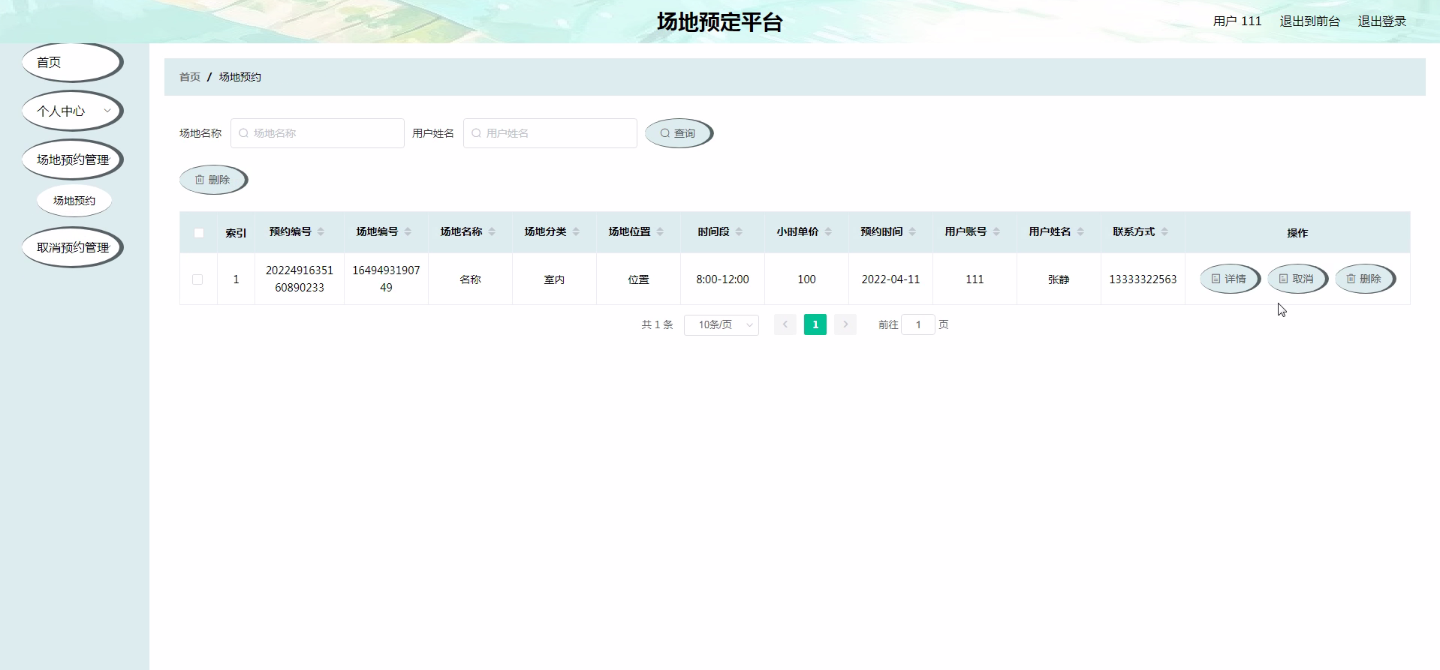 场地预定平台
用户 111 退出到前台 退出登录
首页
个人中心
场地预约管理
场地预约
取消预约管理
首页 / 场地预约
场地名称 场地名称 用户姓名 用户姓名 查询
删除
索引 预约编号 场地编号 场地名称 场地分类 场地位置 时间段 小时单价 预约时间 用户账号 用户姓名 联系方式 操作
1 20224916351 16494931907 名称 室内 位置 8:00-12:00 100 2022-04-11 111 张静 13333322563 详情 取消 删除
60890233 49
共 1 条 10条/页 1 前往 1 页